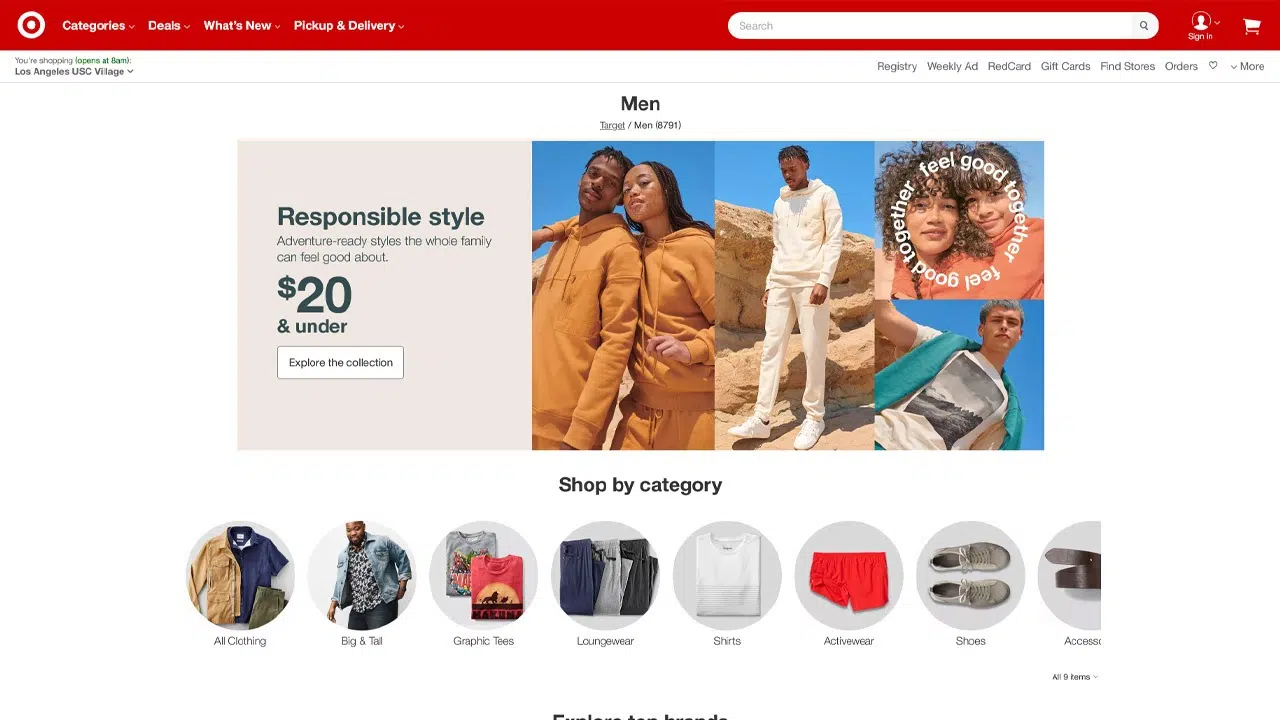 Categories
Deals
What's New
Pickup & Delivery
Search
Sign in
You're shopping (opens at 8am):
Los Angeles USC Village
Registry
Weekly Ad
RedCard
Gift Cards
Find Stores
Orders
More
Men
Target / Men (8791)
Responsible style
Adventure-ready styles the whole family
can feel good about.
$20
& under
Explore the collection
feel good together feel good together
Shop by category
All Clothing
Big & Tall
Graphic Tees
Loungewear
Shirts
Activewear
Shoes
Accesso
All 9 items
Explore top brands